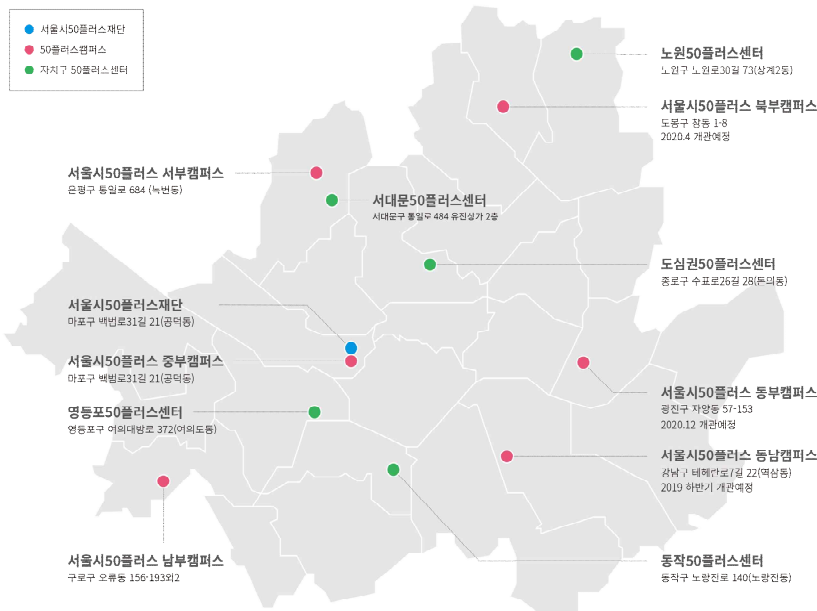 서울시50플러스재단
50플러스캠퍼스
자치구 50플러스센터
노원50플러스센터
노원구 노원로30길 73(상계2동)
서울시50플러스 북부캠퍼스
도봉구 창동 1-8
2020.4 개관예정
서울시50플러스 서부캠퍼스
은평구 통일로 684 (녹번동)
서대문50플러스센터
서대문구 통일로 484 유진상가 2층
도심권50플러스센터
종로구 수표로26길 28(돈의동)
서울시50플러스재단
마포구 백범로31길 21(공덕동)
서울시50플러스 중부캠퍼스
마포구 백범로31길 21(공덕동)
서울시50플러스 동부캠퍼스
광진구 자양동 57-153
2020.12 개관예정
영등포50플러스센터
영등포구 여의대방로 372(여의도동)
서울시50플러스 동남캠퍼스
강남구 테헤란로7길 22(역삼동)
2019 하반기 개관예정
서울시50플러스 남부캠퍼스
구로구 오류동 156-193외2
동작50플러스센터
동작구 노량진로 140(노량진동)